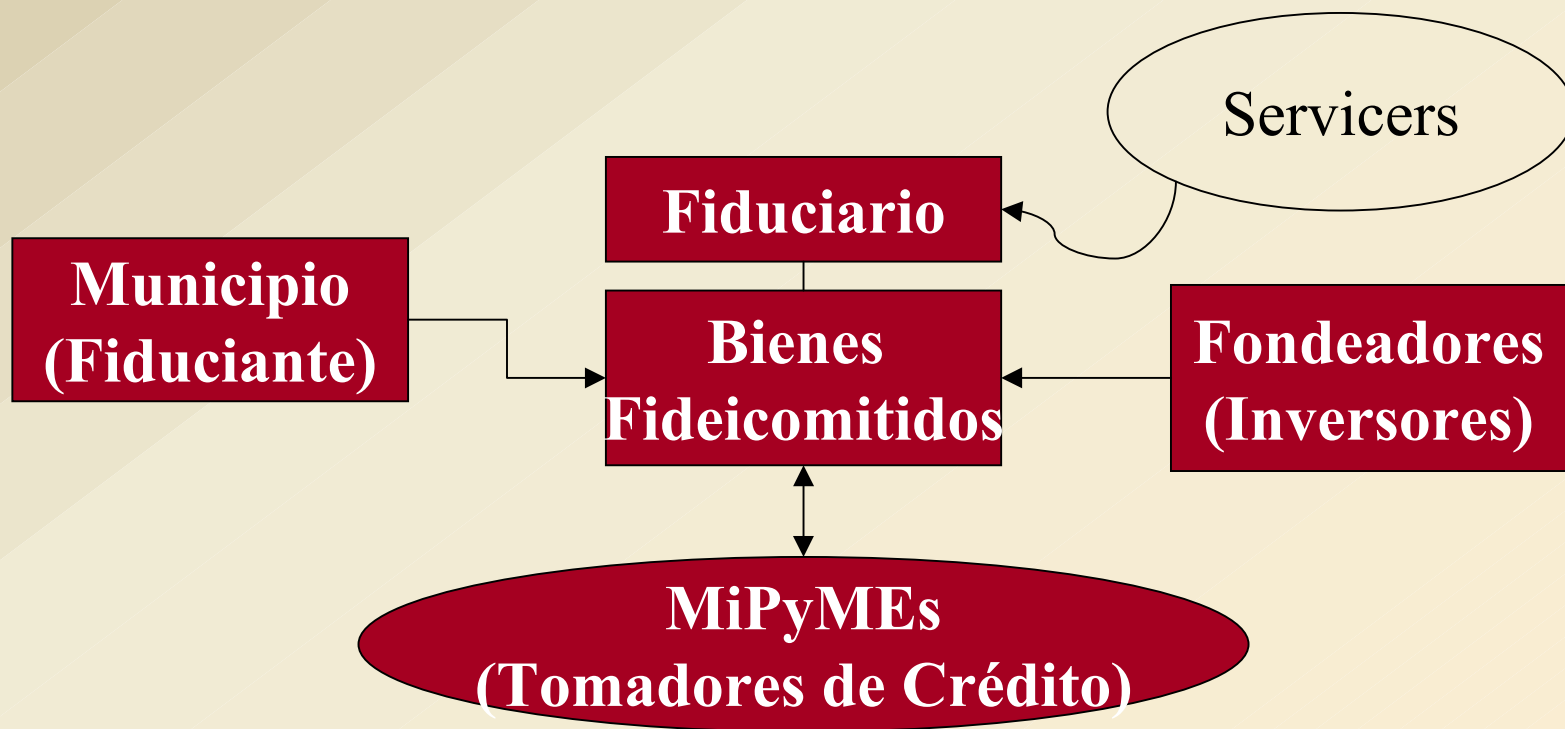 Servicers
Fiduciario
Municipio
(Fiduciante)
Bienes
Fideicomitidos
Fondeadores
(Inversores)
MiPyMEs
(Tomadores de Crédito)